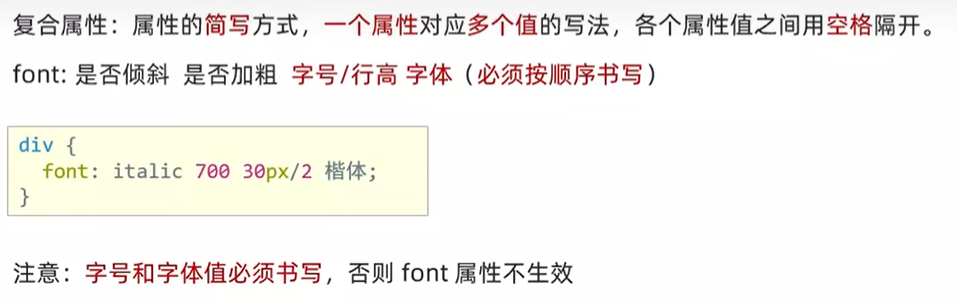 复合属性：属性的简写方式，一个属性对应多个值的写法，各个属性值之间用空格隔开。
font: 是否倾斜 是否加粗 字号/行高 字体（必须按顺序书写）
div {
  font: italic 700 30px/2 楷体;
}
注意：字号和字体值必须书写，否则 font 属性不生效